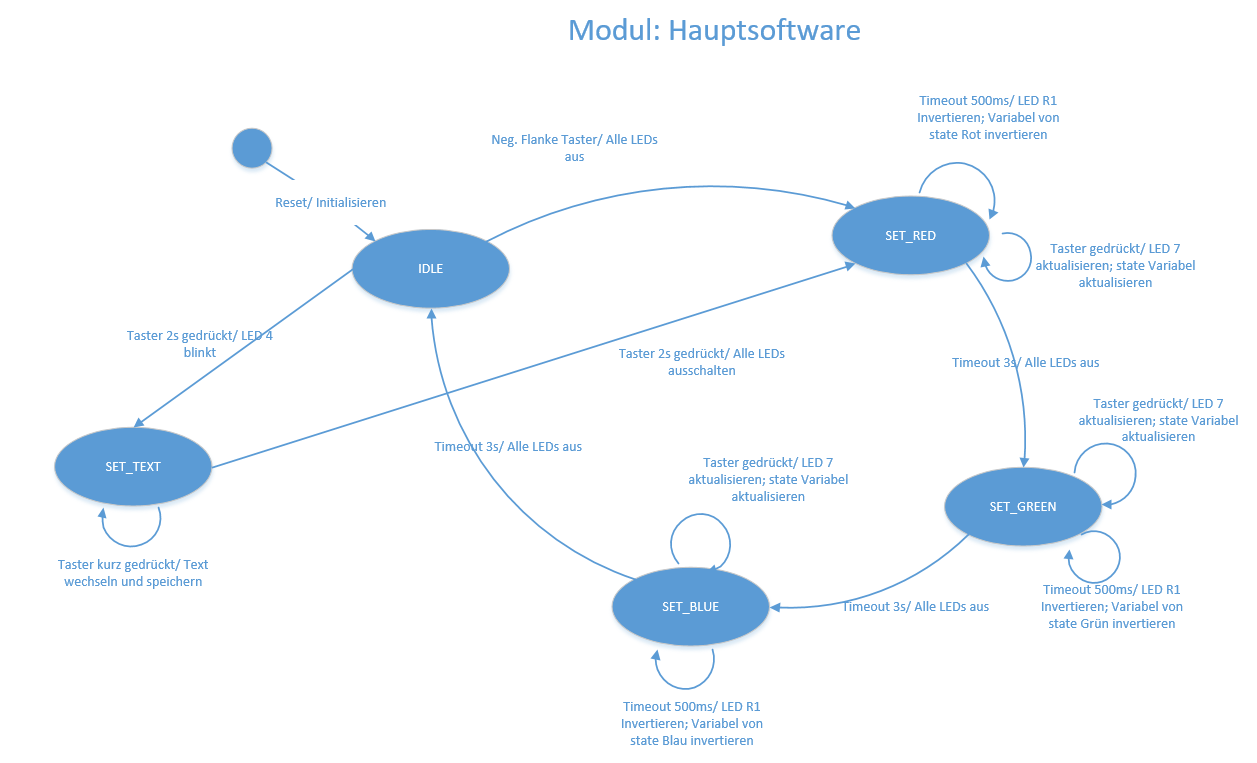 Modul: Hauptsoftware
Timeout 500ms/ LED R1
Invertieren; Variabel von
state Rot invertieren
Neg. Flanke Taster/ Alle LEDs
aus
Reset/ Initialisieren
SET_RED
IDLE
Taster gedrückt/ LED 7
aktualisieren; state Variabel
aktualisieren
Taster 2s gedrückt/ LED 4
blinkt
Taster 2s gedrückt/ Alle LEDs
ausschalten
Timeout 3s/ Alle LEDs aus
Taster gedrückt/ LED 7
aktualisieren; state Variabel
aktualisieren
Timeout 3s/ Alle LEDs aus
SET_TEXT
Taster gedrückt/ LED 7
aktualisieren; state Variabel
aktualisieren
SET_GREEN
Taster kurz gedrückt/ Text
wechseln und speichern
Timeout 500ms/ LED R1
Invertieren; Variabel von
state Grün invertieren
SET_BLUE
Timeout 3s/ Alle LEDs aus
Timeout 500ms/ LED R1
Invertieren; Variabel von
state Blau invertieren